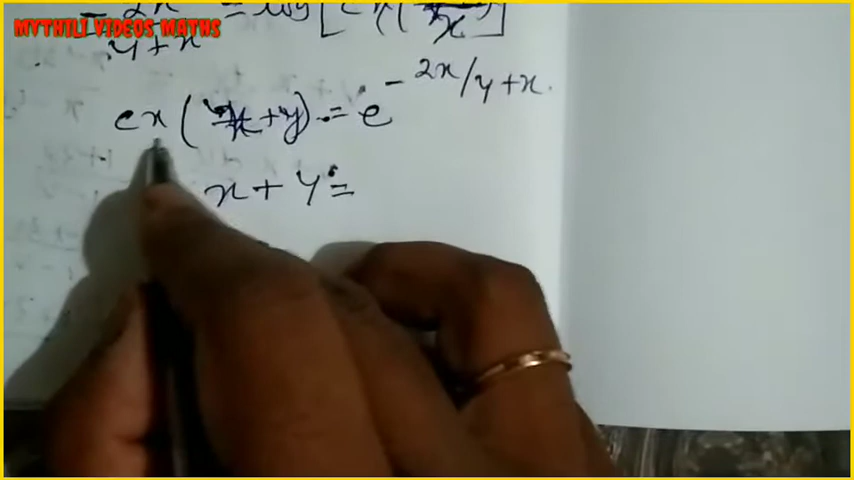 MYTHILI VIDEOS MATHS
y+x
cx(x+y) = e^-2x/y+x
x + y =